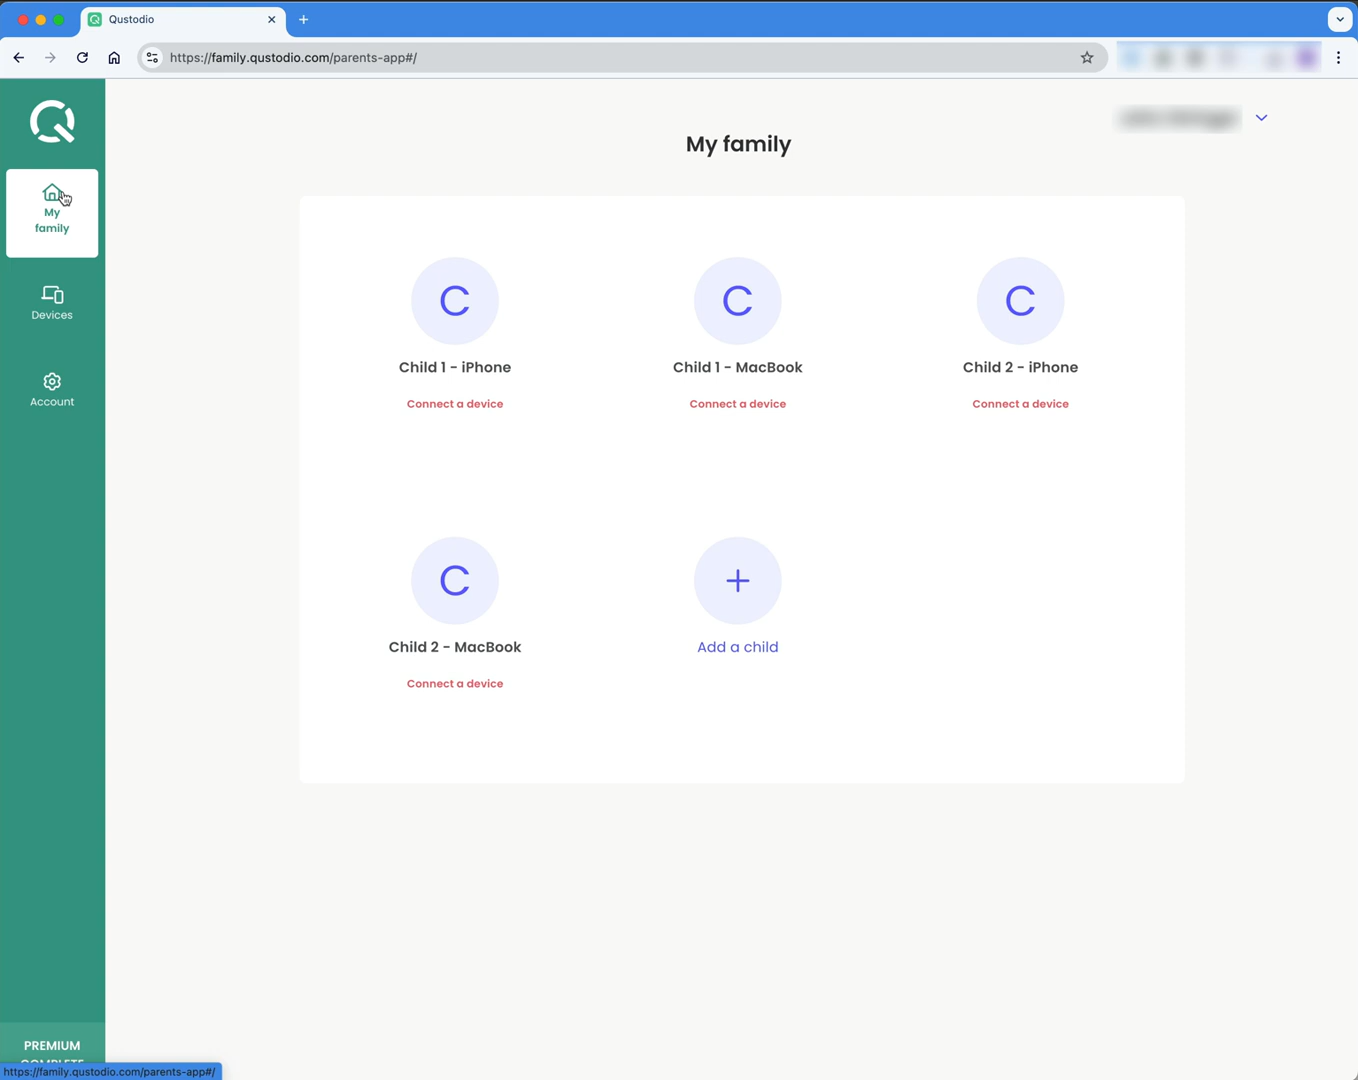 Qustodio
https://family.qustodio.com/parents-app#/
My family
My
family
Devices
Account
C
C
C
Child 1 - iPhone
Child 1 - MacBook
Child 2 - iPhone
Connect a device
Connect a device
Connect a device
C
Child 2 - MacBook
Add a child
Connect a device
PREMIUM
COMPLETE
https://family.qustodio.com/parents-app#/